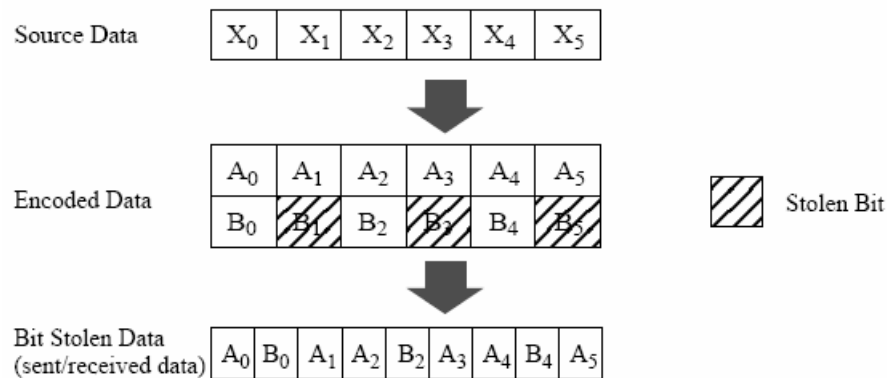 Source Data X₀ X₁ X₂ X₃ X₄ X₅
A₀ A₁ A₂ A₃ A₄ A₅
Encoded Data
B₀ B₁ B₂ B₃ B₄ B₅
Stolen Bit
Bit Stolen Data
(sent/received data)
A₀ B₀ A₁ A₂ B₂ A₃ A₄ B₄ A₅